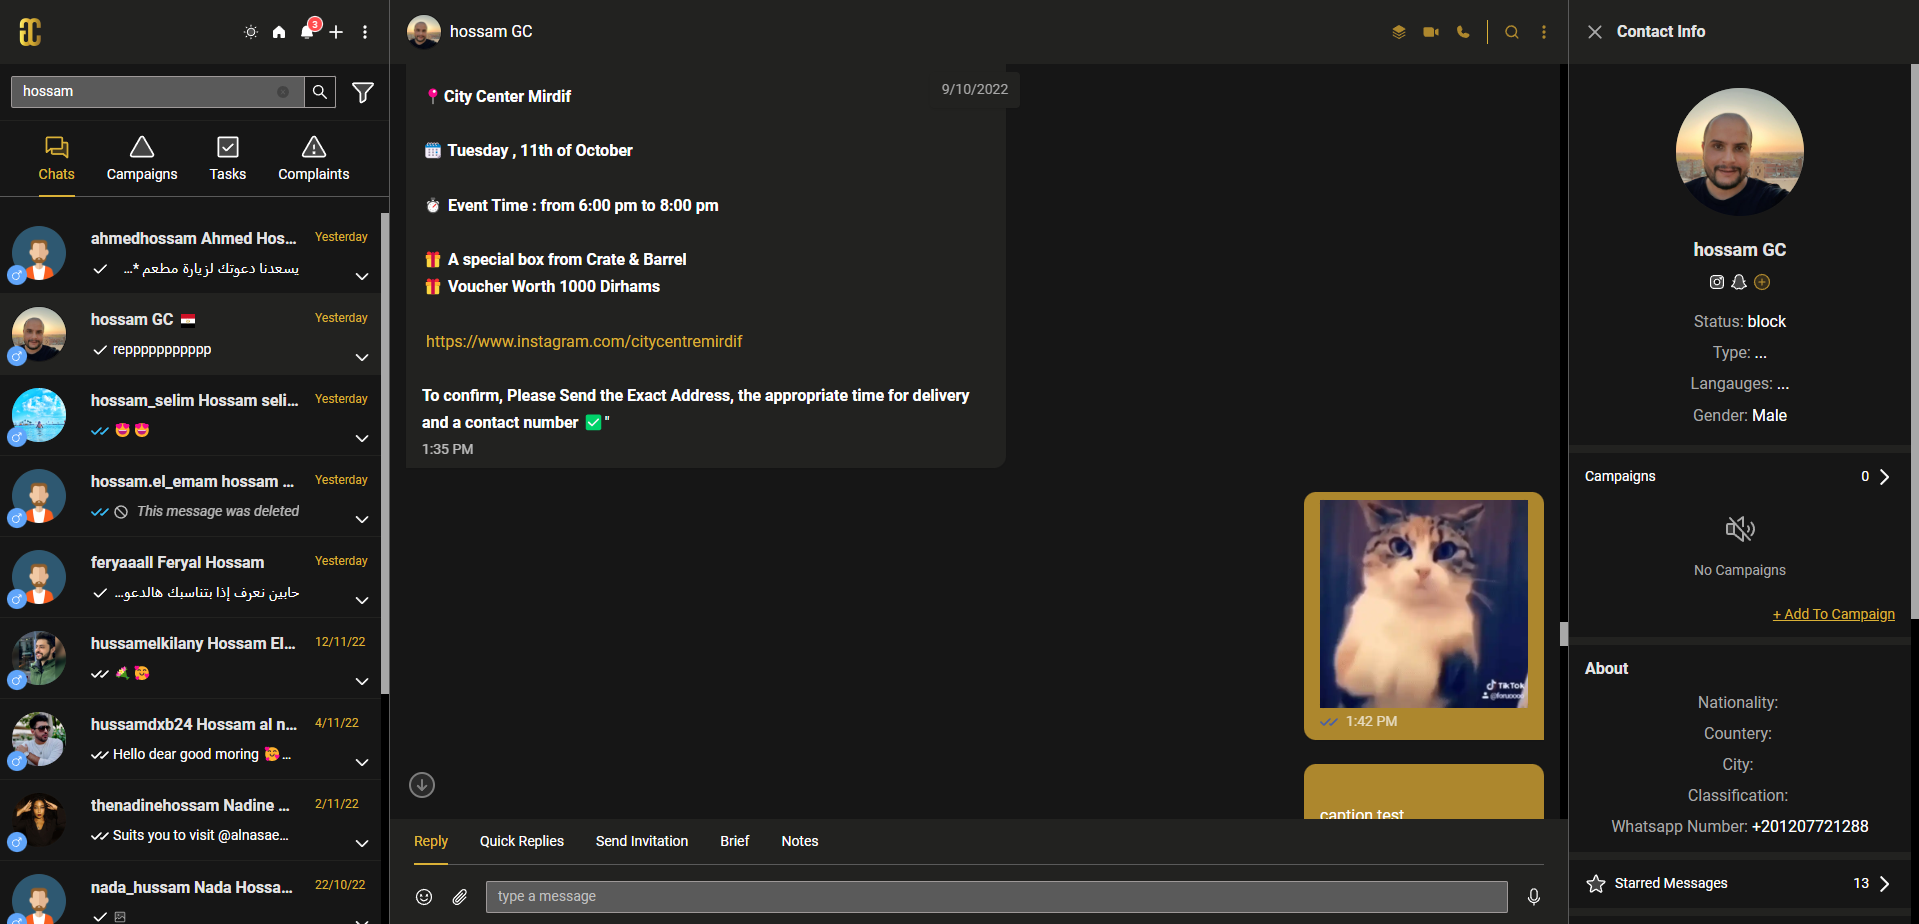 3
hossam
Chats
Campaigns
Tasks
Complaints
ahmedhossam Ahmed Hos...
Yesterday
يسعدنا دعوتك لزيارة مطعم *...
hossam GC 🇪🇬
Yesterday
repppppppppp
hossam_selim Hossam seli...
Yesterday
🤩 🤩
hossam.el_emam hossam ...
Yesterday
This message was deleted
feryaaall Feryal Hossam
Yesterday
حابين نعرف إذا بتناسبك هالدعو...
hussamelkilany Hossam El...
12/11/22
💐 🥰
hussamdxb24 Hossam al n...
4/11/22
Hello dear good moring 🥰...
thenadinehossam Nadine ...
2/11/22
Suits you to visit @alnasae...
nada_hussam Nada Hossa...
22/10/22
hossam GC
9/10/2022
📍City Center Mirdif
🗓 Tuesday , 11th of October
⏱ Event Time : from 6:00 pm to 8:00 pm
🎁 A special box from Crate & Barrel
🎁 Voucher Worth 1000 Dirhams
https://www.instagram.com/citycentremirdif
To confirm, Please Send the Exact Address, the appropriate time for delivery
and a contact number ✅"
1:35 PM
TikTok
1:42 PM
caption test
Reply
Quick Replies
Send Invitation
Brief
Notes
type a message
Contact Info
hossam GC
Status: block
Type: ...
Langauges: ...
Gender: Male
Campaigns
0
No Campaigns
+ Add To Campaign
About
Nationality:
Countery:
City:
Classification:
Whatsapp Number: +201207721288
Starred Messages
13